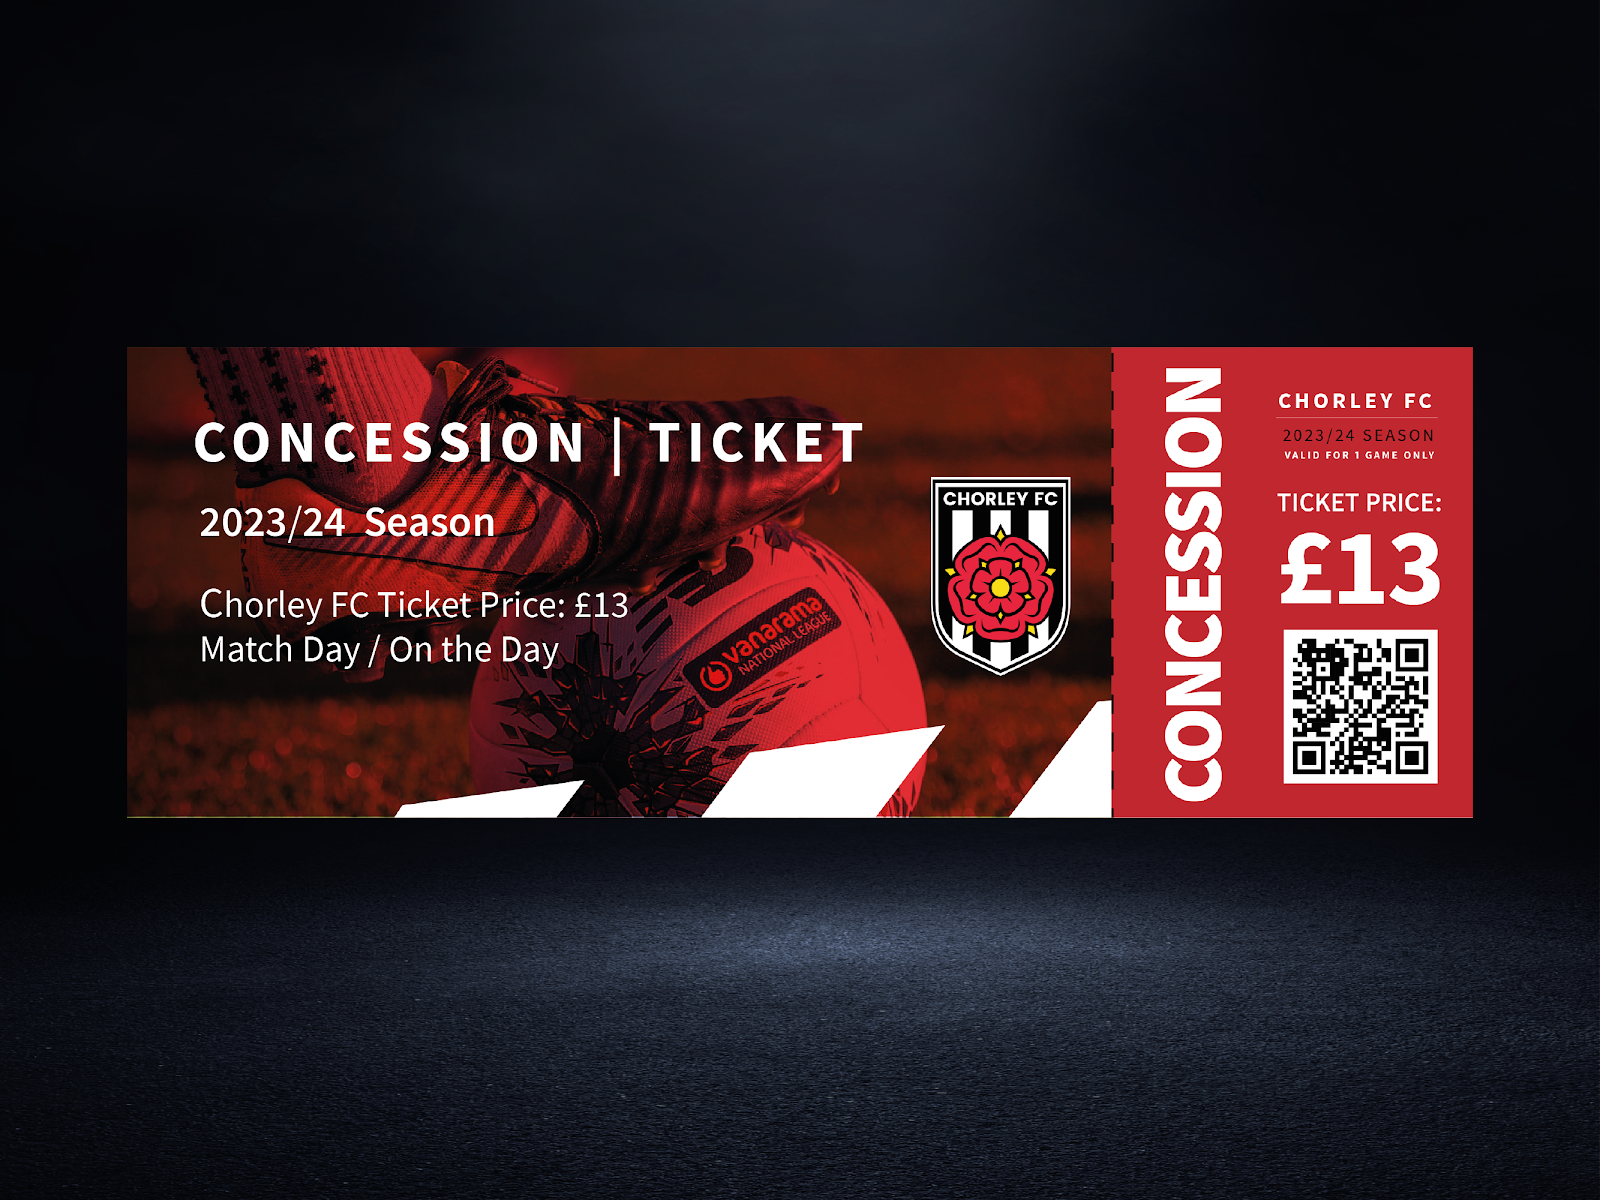 CONCESSION | TICKET
2023/24 Season
Chorley FC Ticket Price: £13
Match Day / On the Day
vanarama
NATIONAL LEAGUE
CHORLEY FC
CONCESSION
CHORLEY FC
2023/24 SEASON
VALID FOR 1 GAME ONLY
TICKET PRICE:
£13